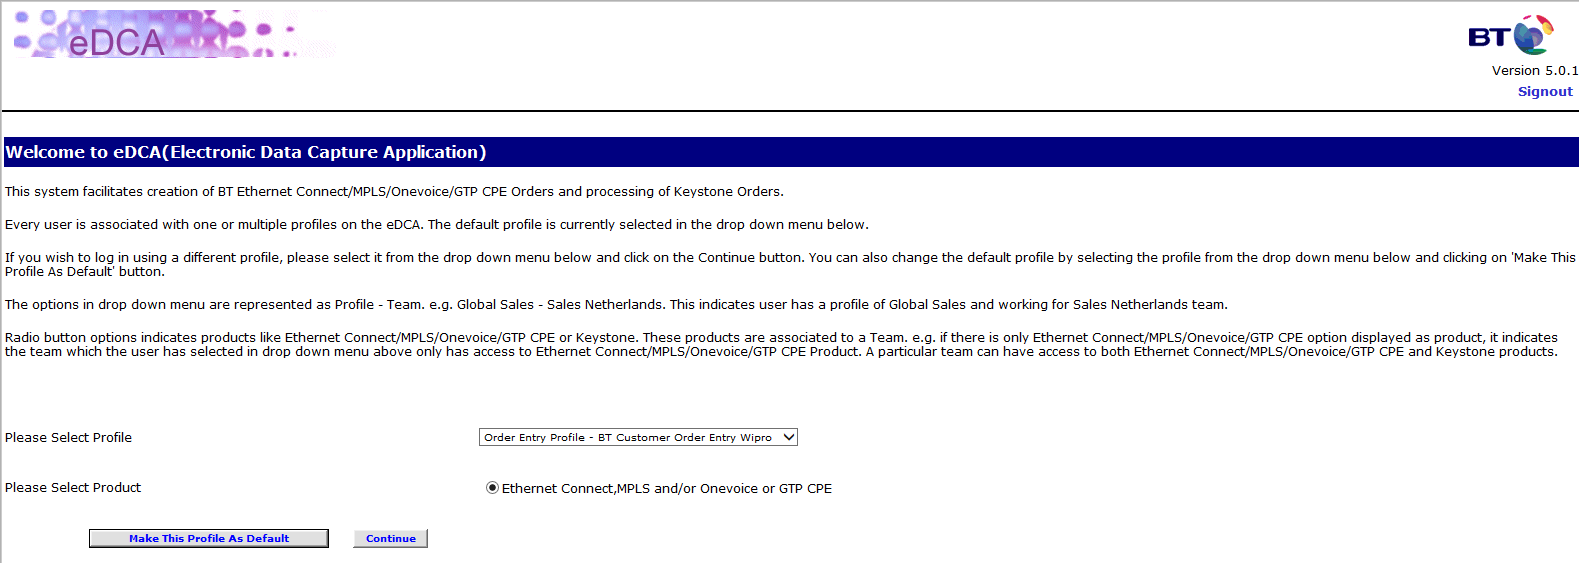 eDCA
BT
Version 5.0.1
Signout
Welcome to eDCA(Electronic Data Capture Application)
This system facilitates creation of BT Ethernet Connect/MPLS/Onevoice/GTP CPE Orders and processing of Keystone Orders.
Every user is associated with one or multiple profiles on the eDCA. The default profile is currently selected in the drop down menu below.
If you wish to log in using a different profile, please select it from the drop down menu below and click on the Continue button. You can also change the default profile by selecting the profile from the drop down menu below and clicking on 'Make This
Profile As Default' button.
The options in drop down menu are represented as Profile - Team. e.g. Global Sales - Sales Netherlands. This indicates user has a profile of Global Sales and working for Sales Netherlands team.
Radio button options indicates products like Ethernet Connect/MPLS/Onevoice/GTP CPE or Keystone. These products are associated to a Team. e.g. if there is only Ethernet Connect/MPLS/Onevoice/GTP CPE option displayed as product, it indicates
the team which the user has selected in drop down menu above only has access to Ethernet Connect/MPLS/Onevoice/GTP CPE Product. A particular team can have access to both Ethernet Connect/MPLS/Onevoice/GTP CPE and Keystone products.
Please Select Profile
Order Entry Profile - BT Customer Order Entry Wipro
Please Select Product
Ethernet Connect,MPLS and/or Onevoice or GTP CPE
Make This Profile As Default
Continue